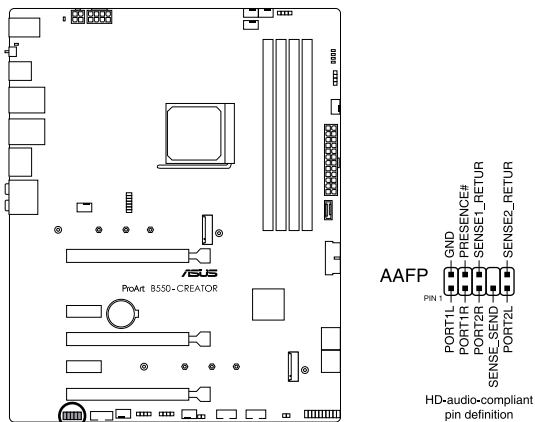 ASUS
ProArt B550-CREATOR
AAFP
PIN 1
GND
PRESENCE#
SENSE1_RETUR
SENSE2_RETUR
PORT1L
PORT1R
PORT2R
SENSE_SEND
PORT2L
HD-audio-compliant
pin definition